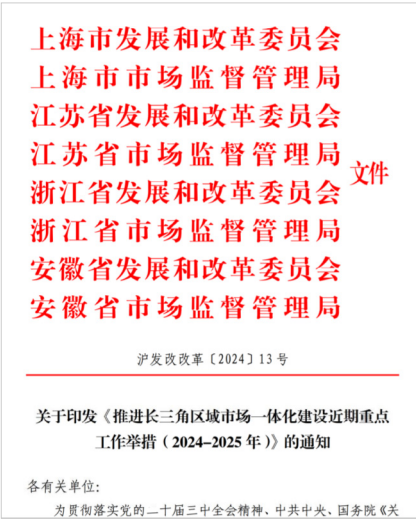 上海市发展和改革委员会
上海市市场监督管理局
江苏省发展和改革委员会
江苏省市场监督管理局
浙江省发展和改革委员会
浙江省市场监督管理局
安徽省发展和改革委员会
安徽省市场监督管理局
文件
沪发改改革〔2024〕13号
关于印发《推进长三角区域市场一体化建设近期重点
工作举措（2024–2025年）》的通知
各有关单位：
为贯彻落实党的二十届三中全会精神、中共中央、国务院《关